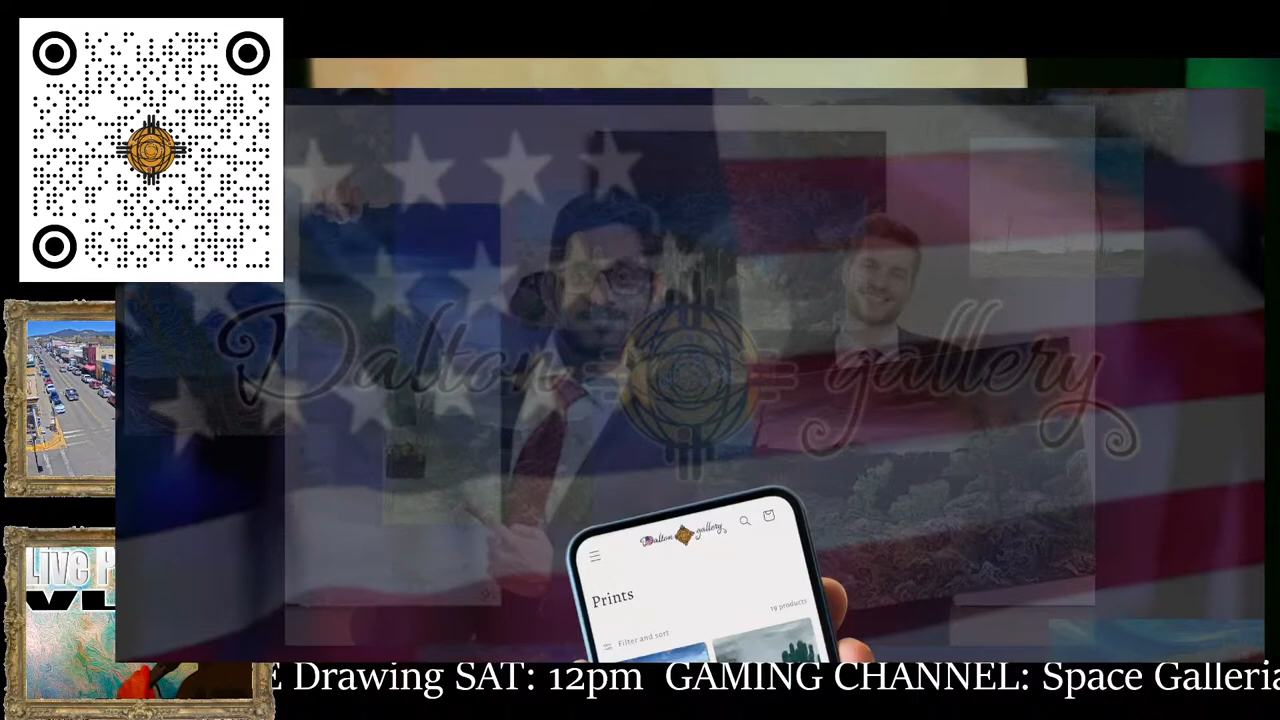 Dalton gallery
Dalton gallery
Prints
19 products
Filter and sort
Live P
E Drawing SAT: 12pm GAMING CHANNEL: Space Galleria